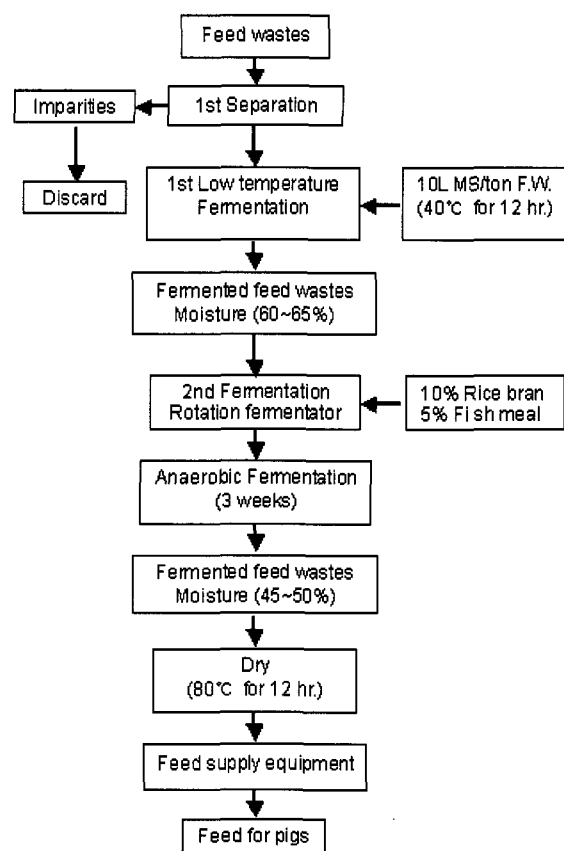 Feed wastes
Imparities
1st Separation
Discard
1st Low temperature
Fermentation
10L MS/ton F.W.
(40℃ for 12 hr.)
Fermented feed wastes
Moisture (60~65%)
2nd Fermentation
Rotation fermentator
10% Rice bran
5% Fish meal
Anaerobic Fermentation
(3 weeks)
Fermented feed wastes
Moisture (45~50%)
Dry
(80℃ for 12 hr.)
Feed supply equipment
Feed for pigs